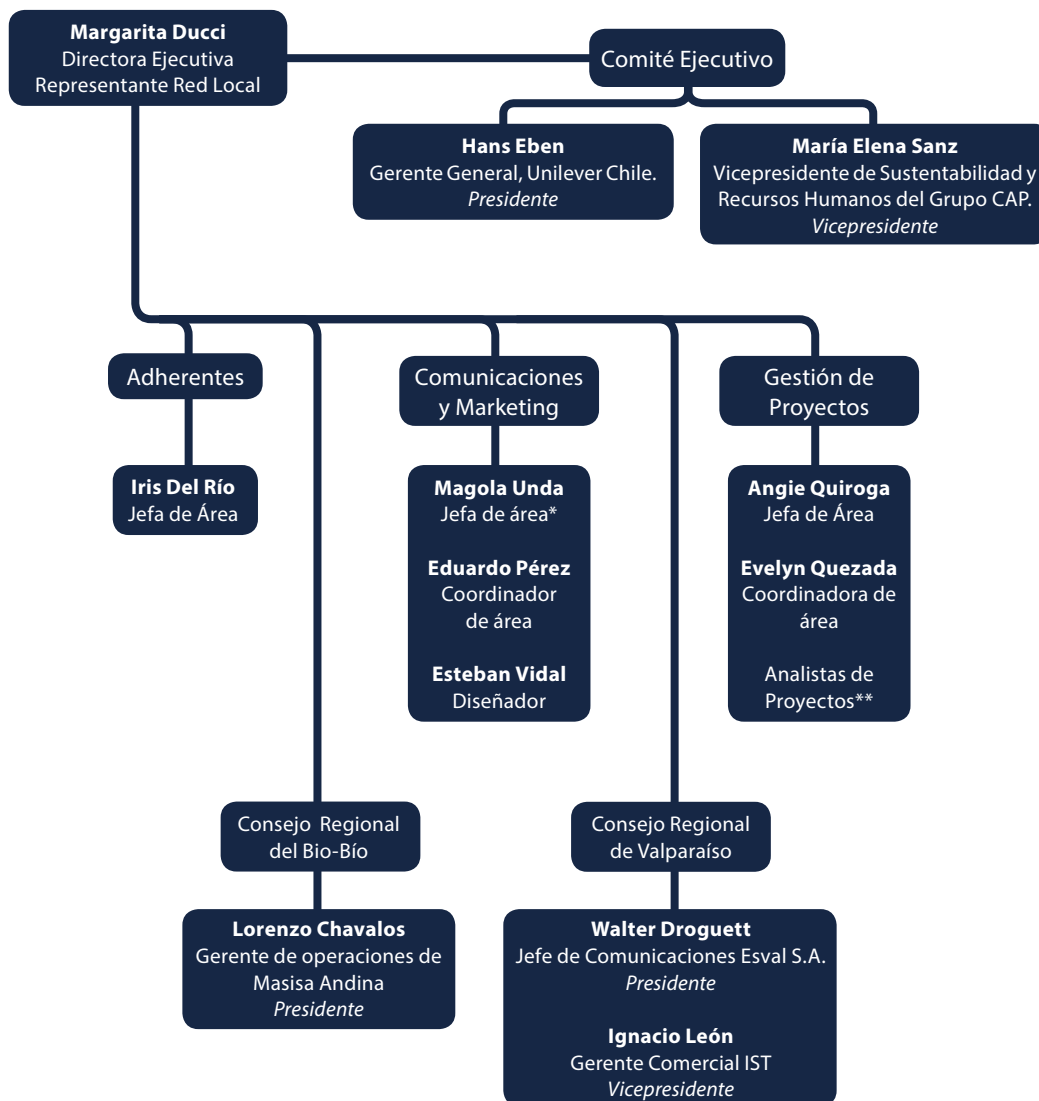 Margarita Ducci
Directora Ejecutiva
Representante Red Local
Comité Ejecutivo
Hans Eben
Gerente General, Unilever Chile.
Presidente
María Elena Sanz
Vicepresidente de Sustentabilidad y
Recursos Humanos del Grupo CAP.
Vicepresidente
Adherentes
Iris Del Río
Jefa de Área
Comunicaciones
y Marketing
Magola Unda
Jefa de área*
Eduardo Pérez
Coordinador
de área
Esteban Vidal
Diseñador
Gestión de
Proyectos
Angie Quiroga
Jefa de Área
Evelyn Quezada
Coordinadora de
área
Analistas de
Proyectos**
Consejo Regional
del Bio-Bío
Lorenzo Chavalos
Gerente de operaciones de
Masisa Andina
Presidente
Consejo Regional
de Valparaíso
Walter Droguett
Jefe de Comunicaciones Esval S.A.
Presidente
Ignacio León
Gerente Comercial IST
Vicepresidente